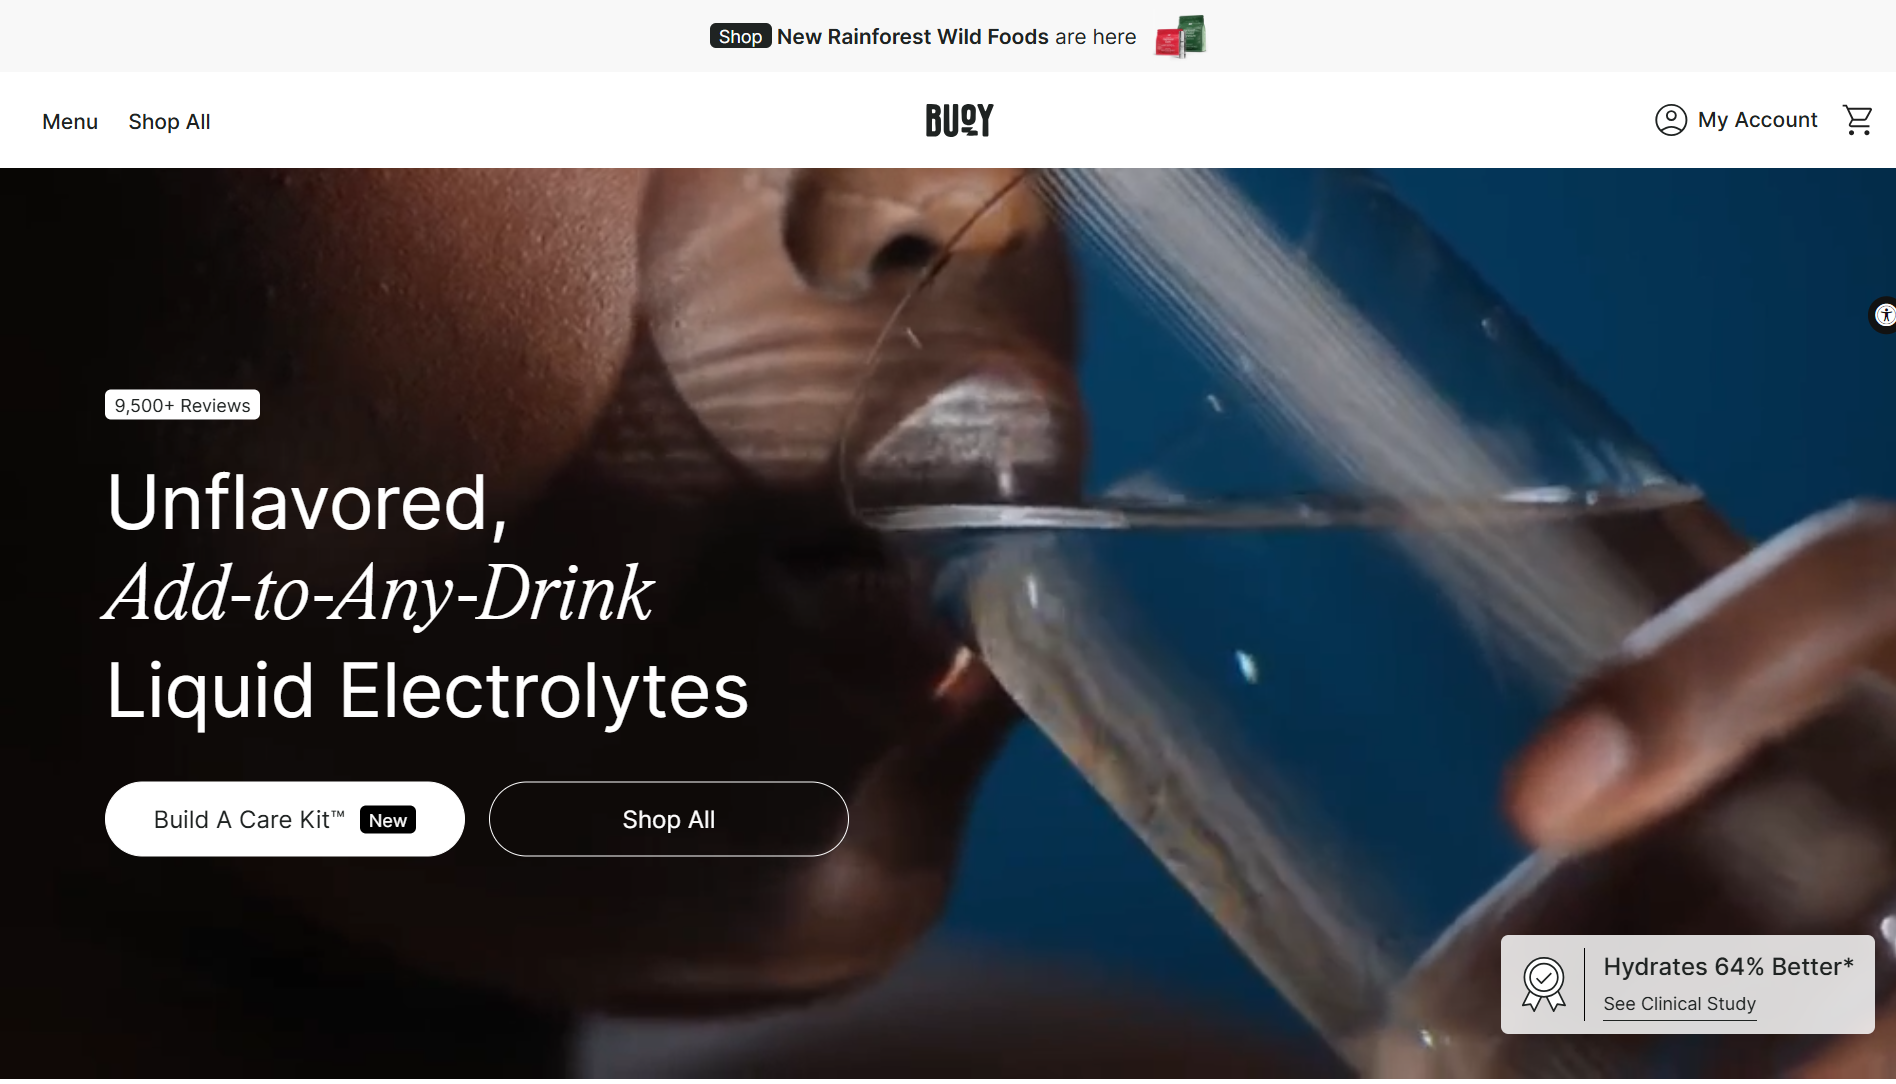 Shop New Rainforest Wild Foods are here
Menu Shop All BUOY My Account
9,500+ Reviews
Unflavored,
Add-to-Any-Drink
Liquid Electrolytes
Build A Care Kit™ New Shop All
Hydrates 64% Better*
See Clinical Study